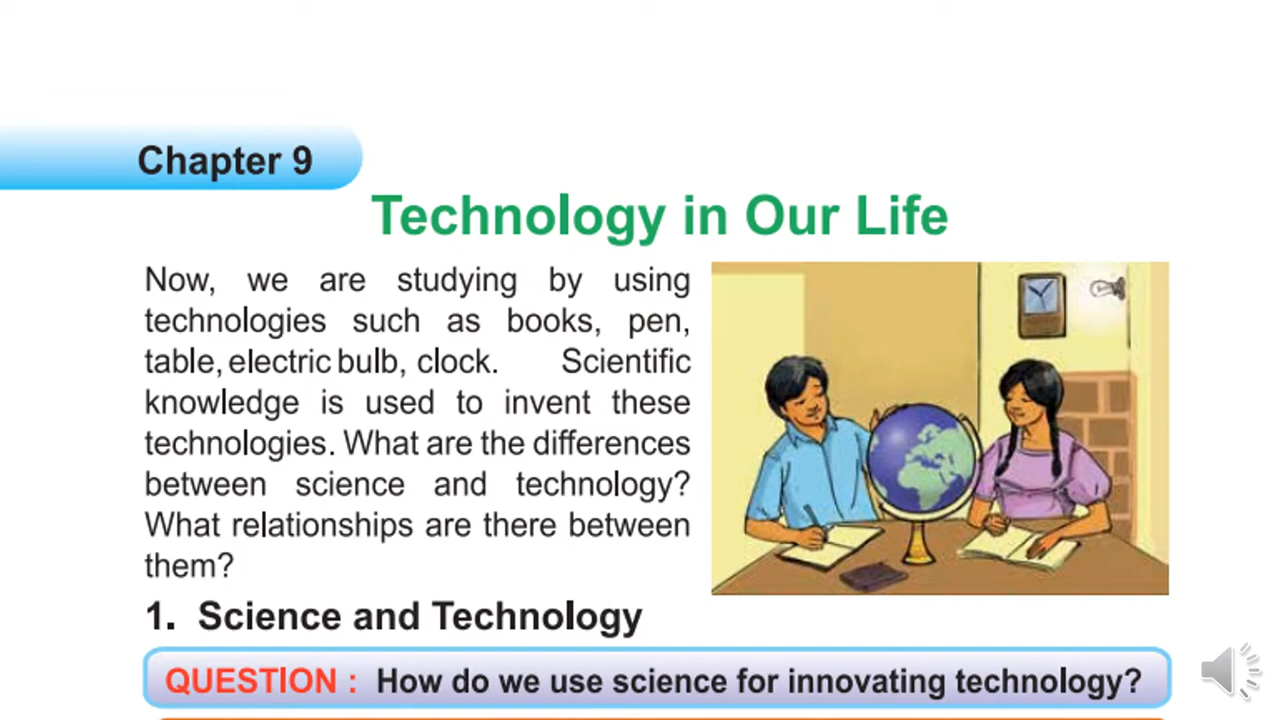 Chapter 9
Technology in Our Life
Now, we are studying by using
technologies such as books, pen,
table, electric bulb, clock. Scientific
knowledge is used to invent these
technologies. What are the differences
between science and technology?
What relationships are there between
them?
1. Science and Technology
QUESTION : How do we use science for innovating technology?